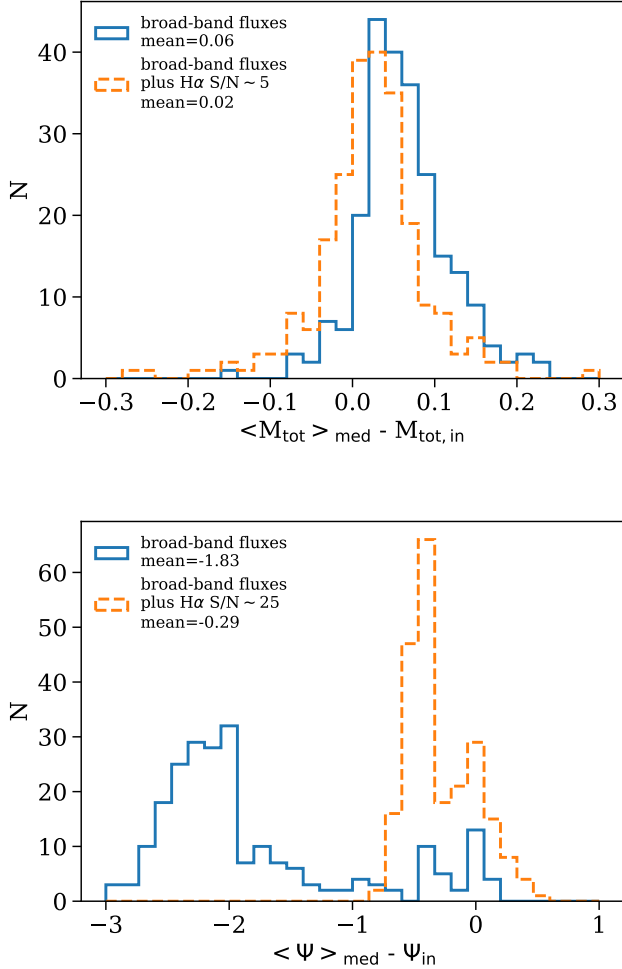 broad-band fluxes
mean=0.06
broad-band fluxes
plus Hα S/N ~ 5
mean=0.02
N
40
30
20
10
0
−0.3 −0.2 −0.1 0.0 0.1 0.2 0.3
< M_tot >_med - M_tot, in
broad-band fluxes
mean=-1.83
broad-band fluxes
plus Hα S/N ~ 25
mean=-0.29
N
60
50
40
30
20
10
0
−3 −2 −1 0 1
< Ψ >_med - Ψ_in